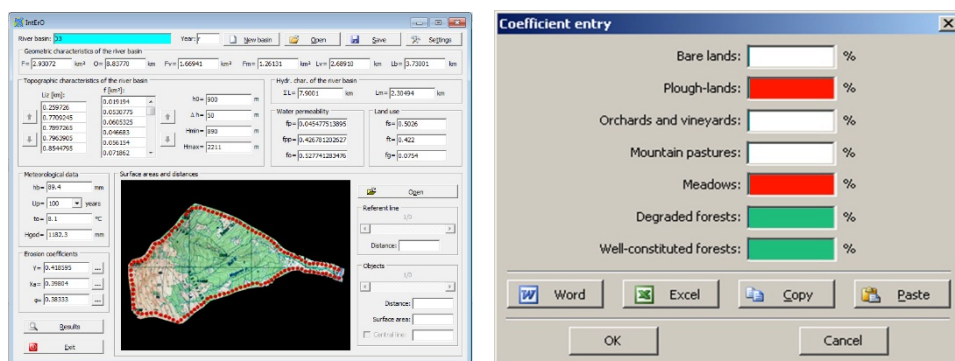 IntErO
River basin: 33 Year: r New basin Open Save Settings
Geometric characteristics of the river basin
F= 2.93072 km² O= 8.83770 km Fv= 1.66941 km² Fm= 1.26131 km² Lv= 2.68910 km Lb= 3.73001 km
Topographic characteristics of the river basin
Liz [km]: f [km²]:
0.259726 0.019194
0.7709245 0.0530775
0.7897265 0.0605325
0.7963905 0.046683
0.8544795 0.056154
0.071862
h0= 900 m
Δh= 50 m
Hmin= 890 m
Hmax= 2211 m
Hydr. char. of the river basin
ΣL= 7.9001 km Lm= 2.50494 km
Water permeability
fp= 0.045477513895
fpp= 0.426781202627
fo= 0.527741283476
Land use
fš= 0.5026
ft= 0.422
fg= 0.0754
Meteorological data
hb= 89.4 mm
Up= 100 years
to= 8.1 °C
Hgod= 1182.3 mm
Erosion coefficients
Y= 0.418595 ...
Xa= 0.39804 ...
φ= 0.38333 ...
Results
Exit
Surface areas and distances
Open
Referent line
Distance:
Objects
Distance:
Surface area:
Control line:
Coefficient entry
Bare lands: %
Plough-lands: %
Orchards and vineyards: %
Mountain pastures: %
Meadows: %
Degraded forests: %
Well-constituted forests: %
Word Excel Copy Paste
OK Cancel